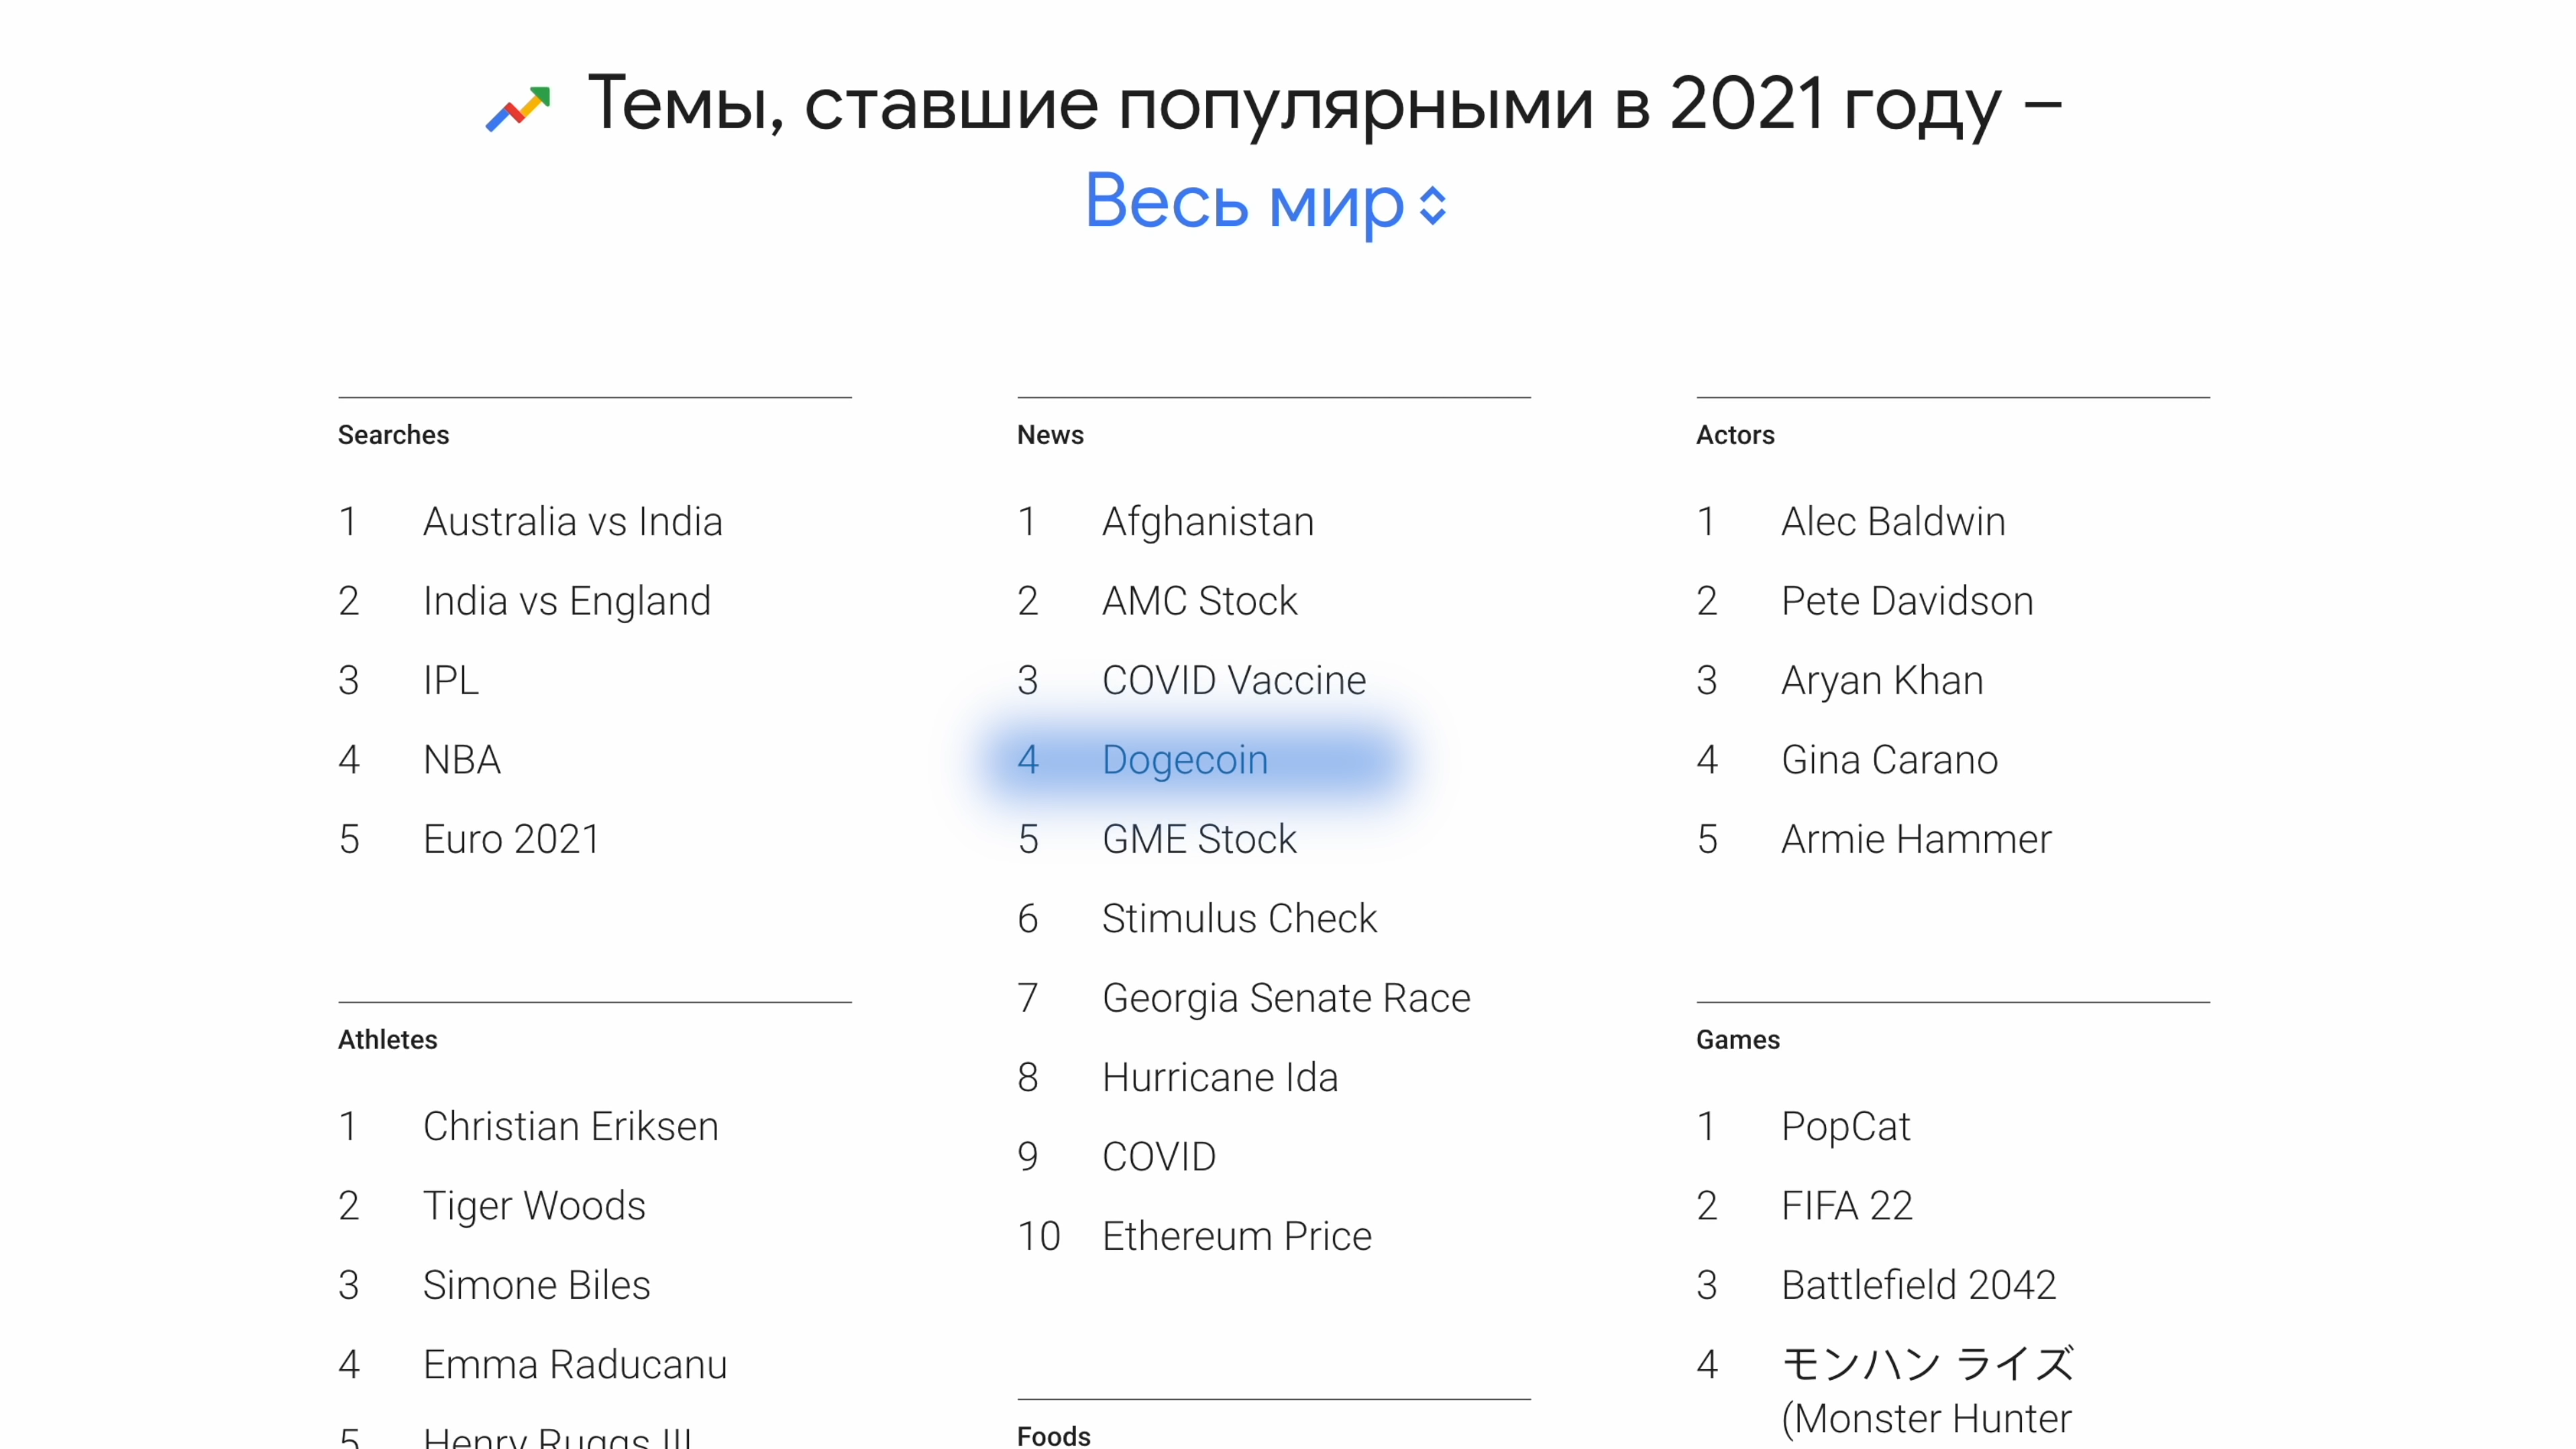 Темы, ставшие популярными в 2021 году –
Весь мир
Searches
1 Australia vs India
2 India vs England
3 IPL
4 NBA
5 Euro 2021
Athletes
1 Christian Eriksen
2 Tiger Woods
3 Simone Biles
4 Emma Raducanu
5 Henry Ruggs III
News
1 Afghanistan
2 AMC Stock
3 COVID Vaccine
4 Dogecoin
5 GME Stock
6 Stimulus Check
7 Georgia Senate Race
8 Hurricane Ida
9 COVID
10 Ethereum Price
Foods
Actors
1 Alec Baldwin
2 Pete Davidson
3 Aryan Khan
4 Gina Carano
5 Armie Hammer
Games
1 PopCat
2 FIFA 22
3 Battlefield 2042
4 モンハン ライズ
(Monster Hunter